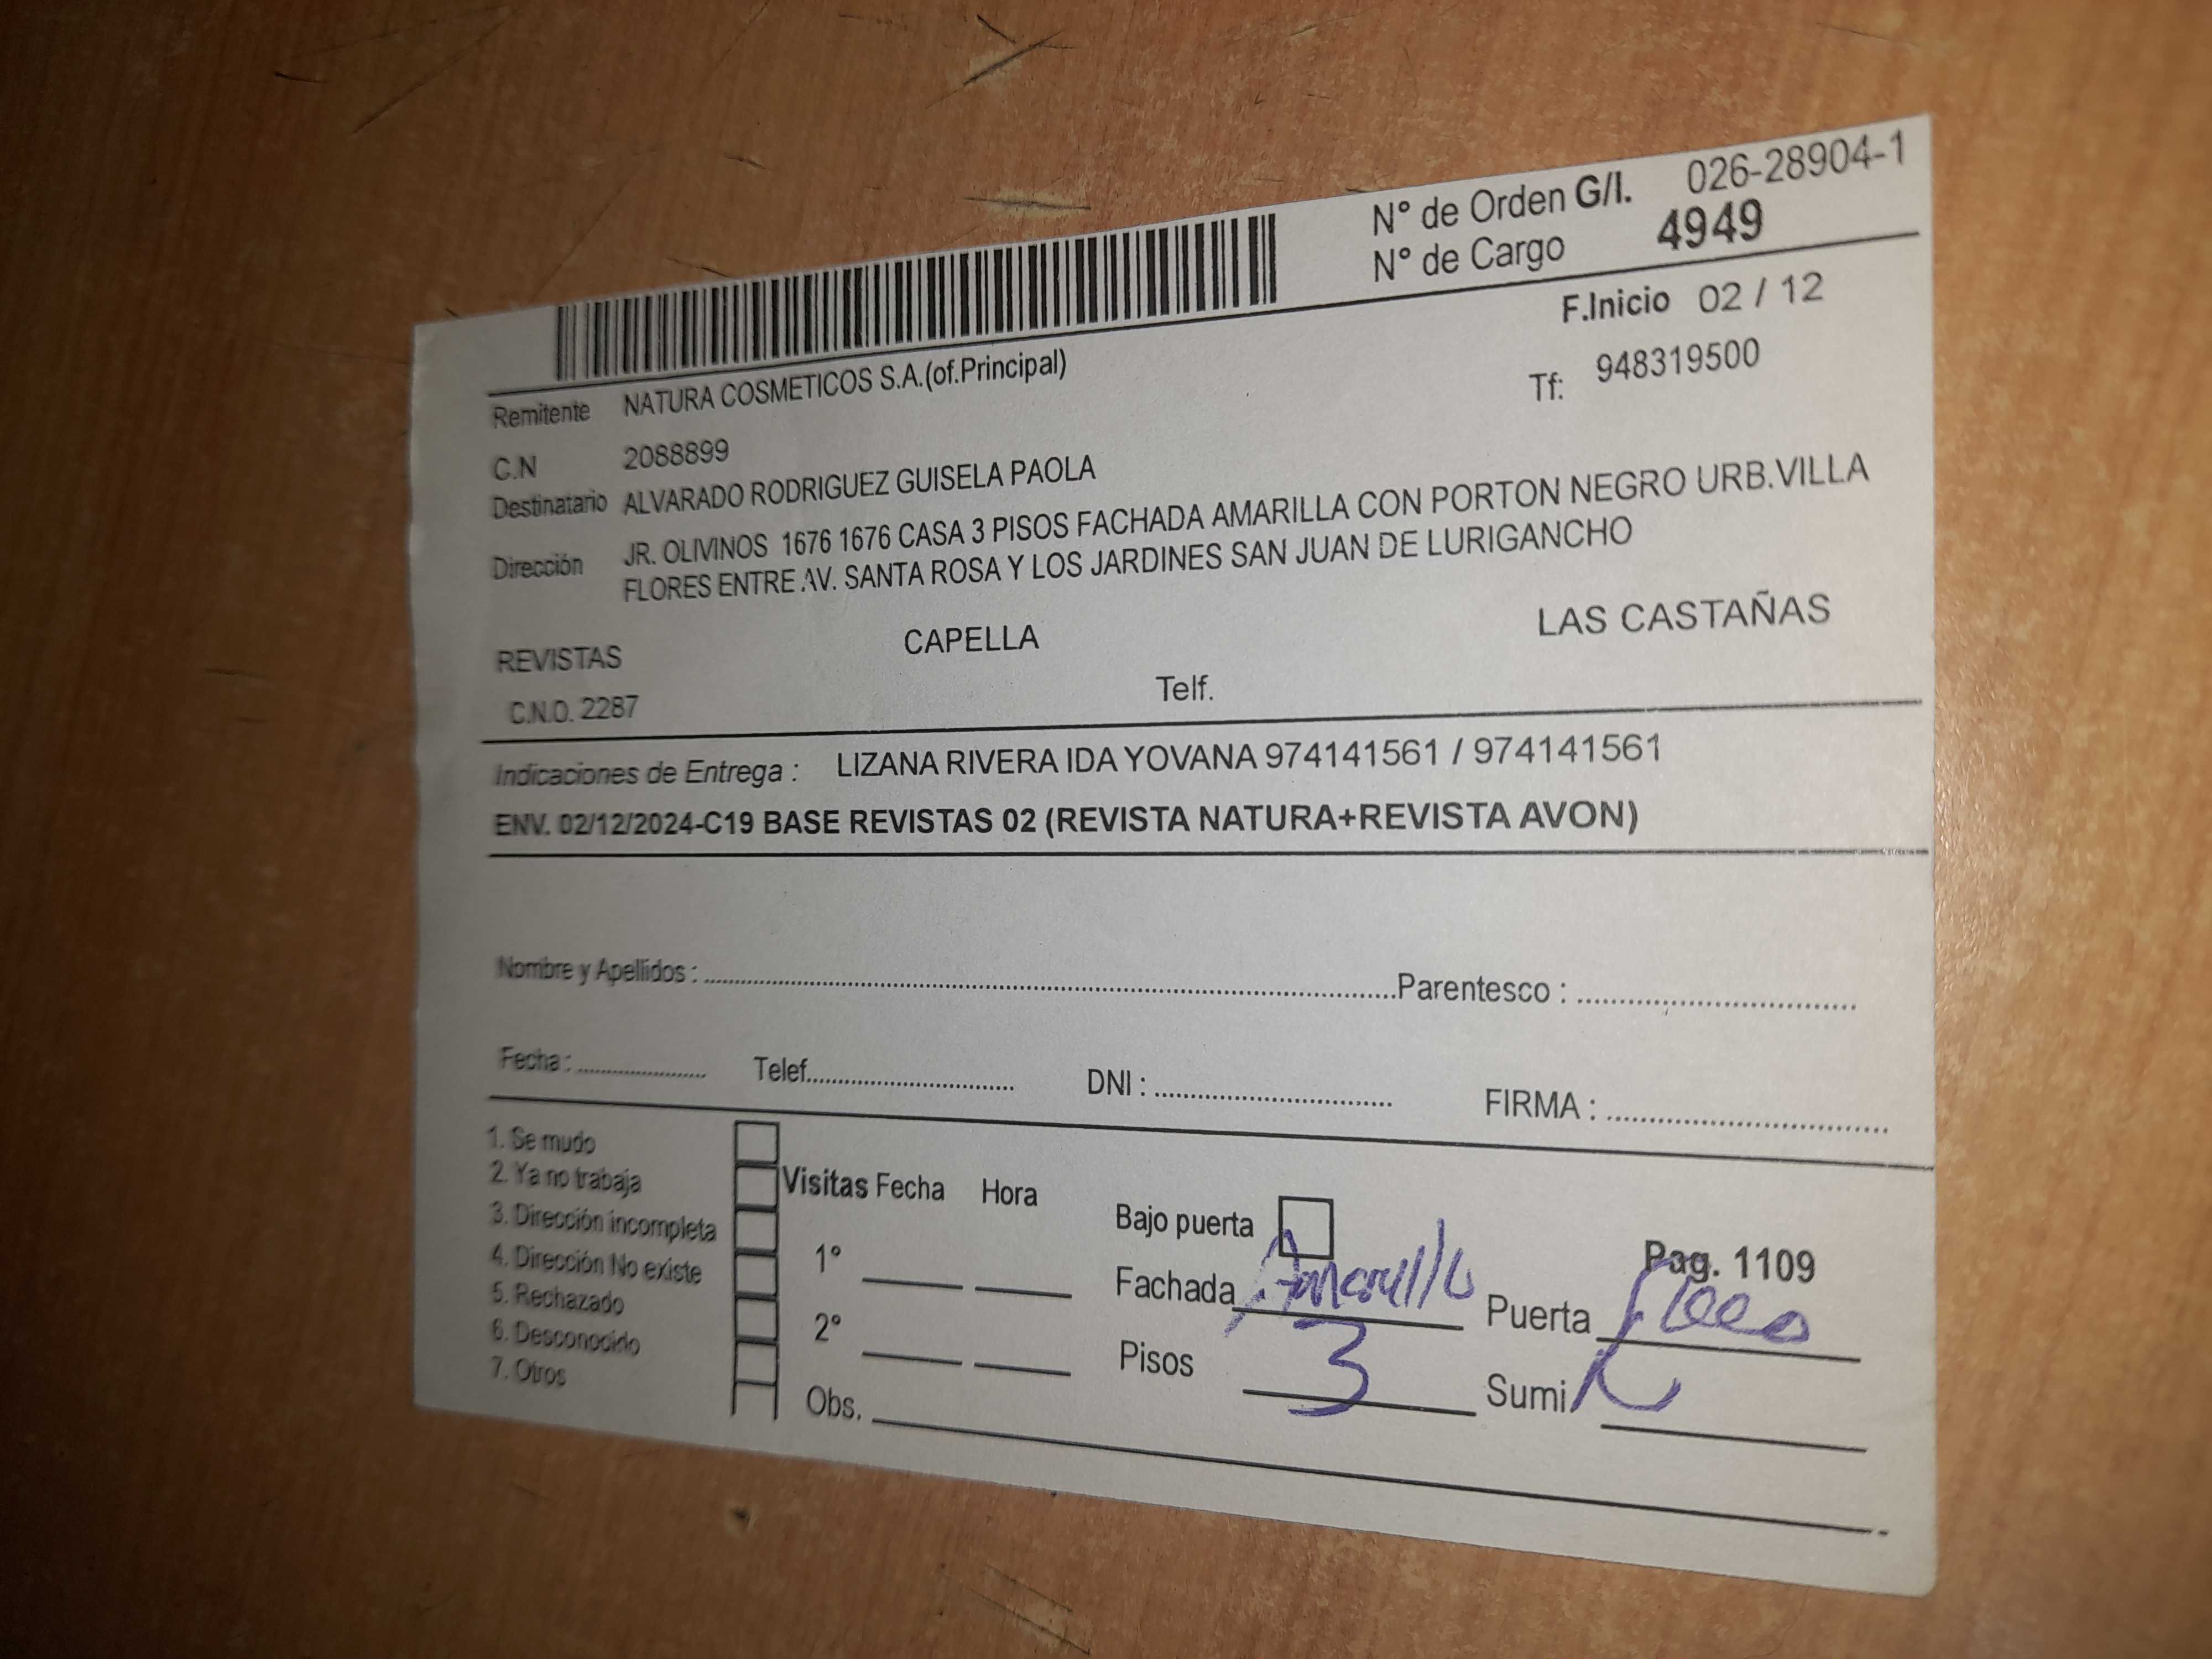 N° de Orden G/I. 026-28904-1
N° de Cargo 4949
F.Inicio 02 / 12
Remitente NATURA COSMETICOS S.A.(of.Principal)
Tf: 948319500
C.N 2088899
Destinatario ALVARADO RODRIGUEZ GUISELA PAOLA
Dirección JR. OLIVINOS 1676 1676 CASA 3 PISOS FACHADA AMARILLA CON PORTON NEGRO URB.VILLA
FLORES ENTRE AV. SANTA ROSA Y LOS JARDINES SAN JUAN DE LURIGANCHO
REVISTAS CAPELLA LAS CASTAÑAS
C.N.D. 2287 Telf.
Indicaciones de Entrega : LIZANA RIVERA IDA YOVANA 974141561 / 974141561
ENV. 02/12/2024-C19 BASE REVISTAS 02 (REVISTA NATURA+REVISTA AVON)
Nombre y Apellidos : Parentesco :
Fecha : Telef. DNI : FIRMA :
1. Se mudo
2. Ya no trabaja
3. Dirección incompleta
4. Dirección No existe
5. Rechazado
6. Desconocido
7. Otros
Visitas Fecha Hora
1°
2°
Obs.
Bajo puerta
Pag. 1109
Fachada Amarillo Puerta
Pisos 3 Sumi